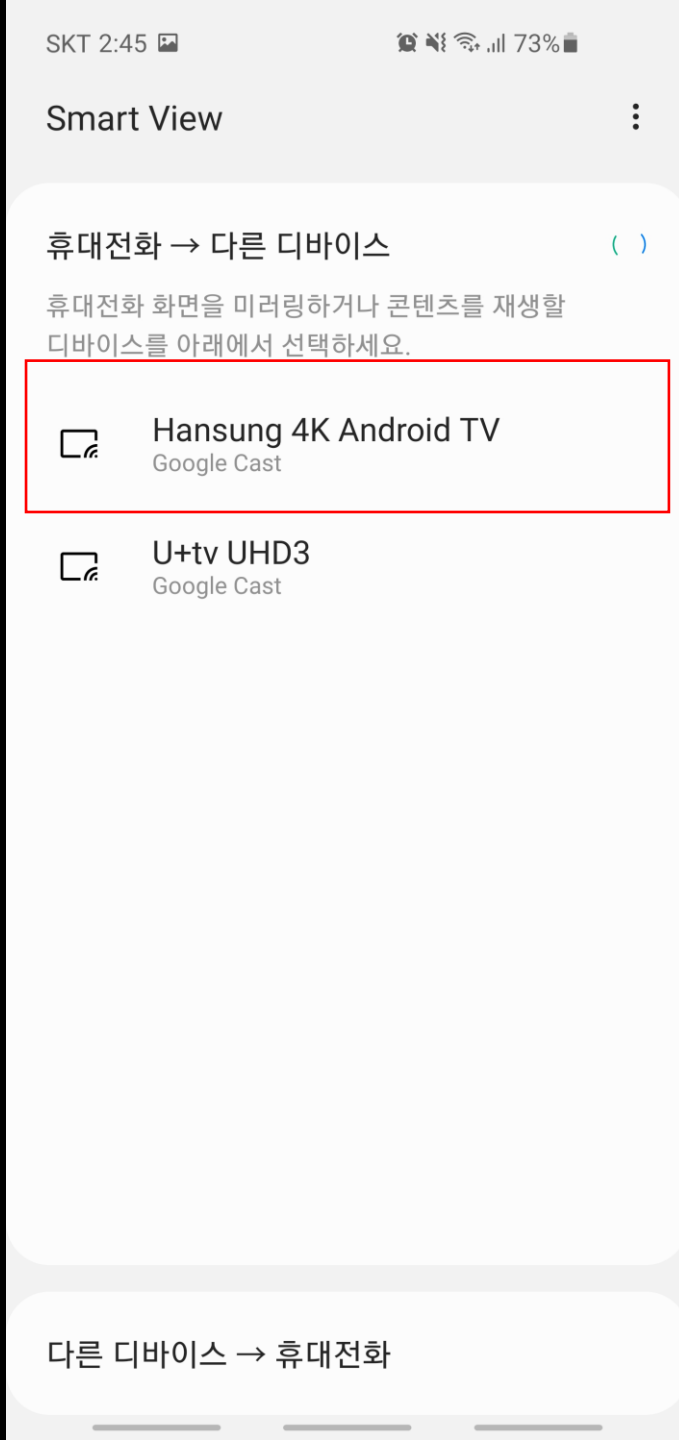 SKT 2:45 73%
Smart View
휴대전화 → 다른 디바이스
휴대전화 화면을 미러링하거나 콘텐츠를 재생할
디바이스를 아래에서 선택하세요.
Hansung 4K Android TV
Google Cast
U+tv UHD3
Google Cast
다른 디바이스 → 휴대전화